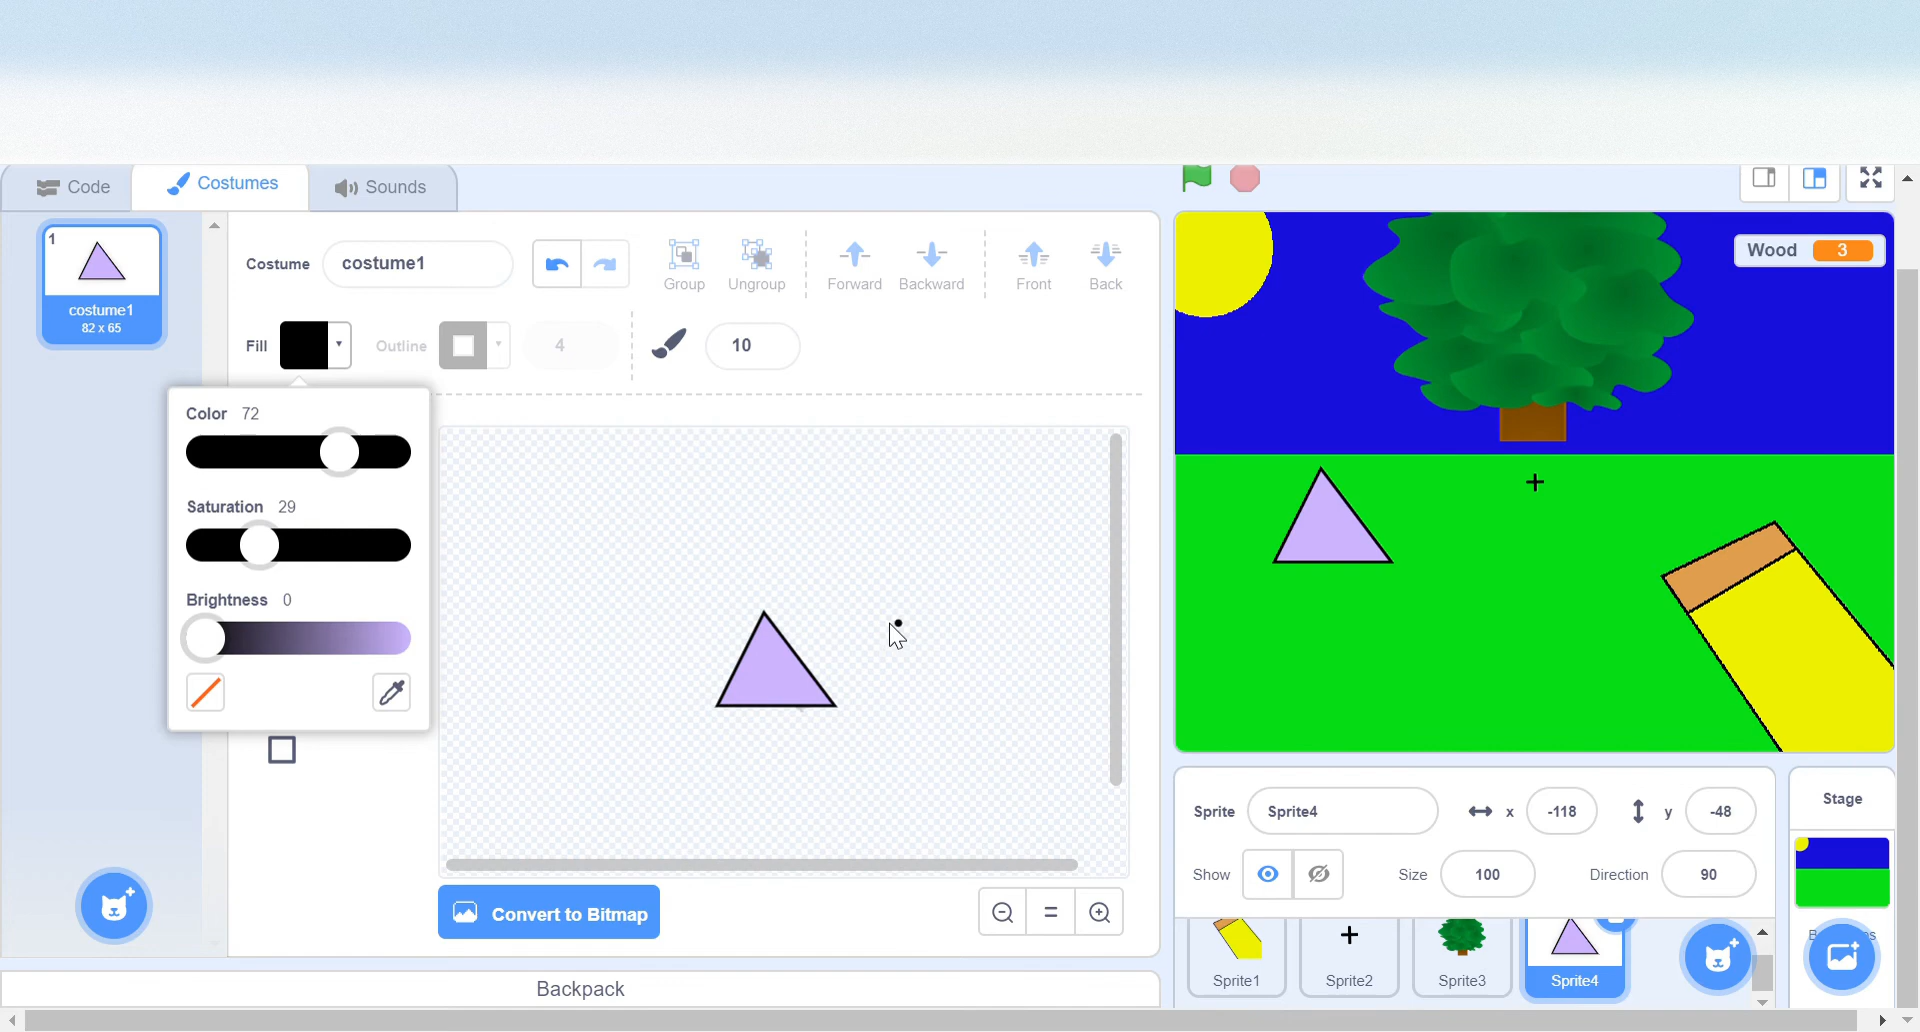 Code
Costumes
Sounds
1
costume1
82 x 65
Costume
costume1
Group
Ungroup
Forward
Backward
Front
Back
Fill
Outline
4
10
Color 72
Saturation 29
Brightness 0
Convert to Bitmap
Backpack
Wood 3
Sprite
Sprite4
x
-118
y
-48
Show
Size
100
Direction
90
Sprite1
Sprite2
Sprite3
Sprite4
Stage